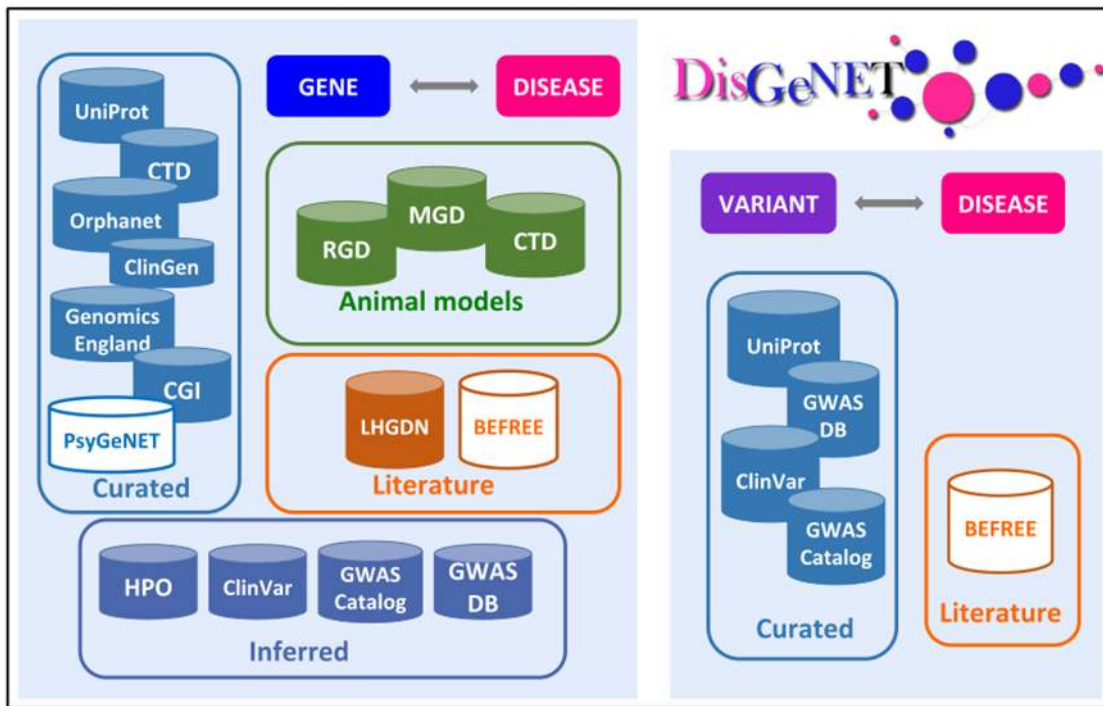 GENE
DISEASE
UniProt
CTD
Orphanet
ClinGen
Genomics
England
CGI
PsyGeNET
Curated
RGD
MGD
CTD
Animal models
LHGDN
BEFREE
Literature
HPO
ClinVar
GWAS
Catalog
GWAS
DB
Inferred
DisGeNET
VARIANT
DISEASE
UniProt
GWAS
DB
ClinVar
GWAS
Catalog
Curated
BEFREE
Literature